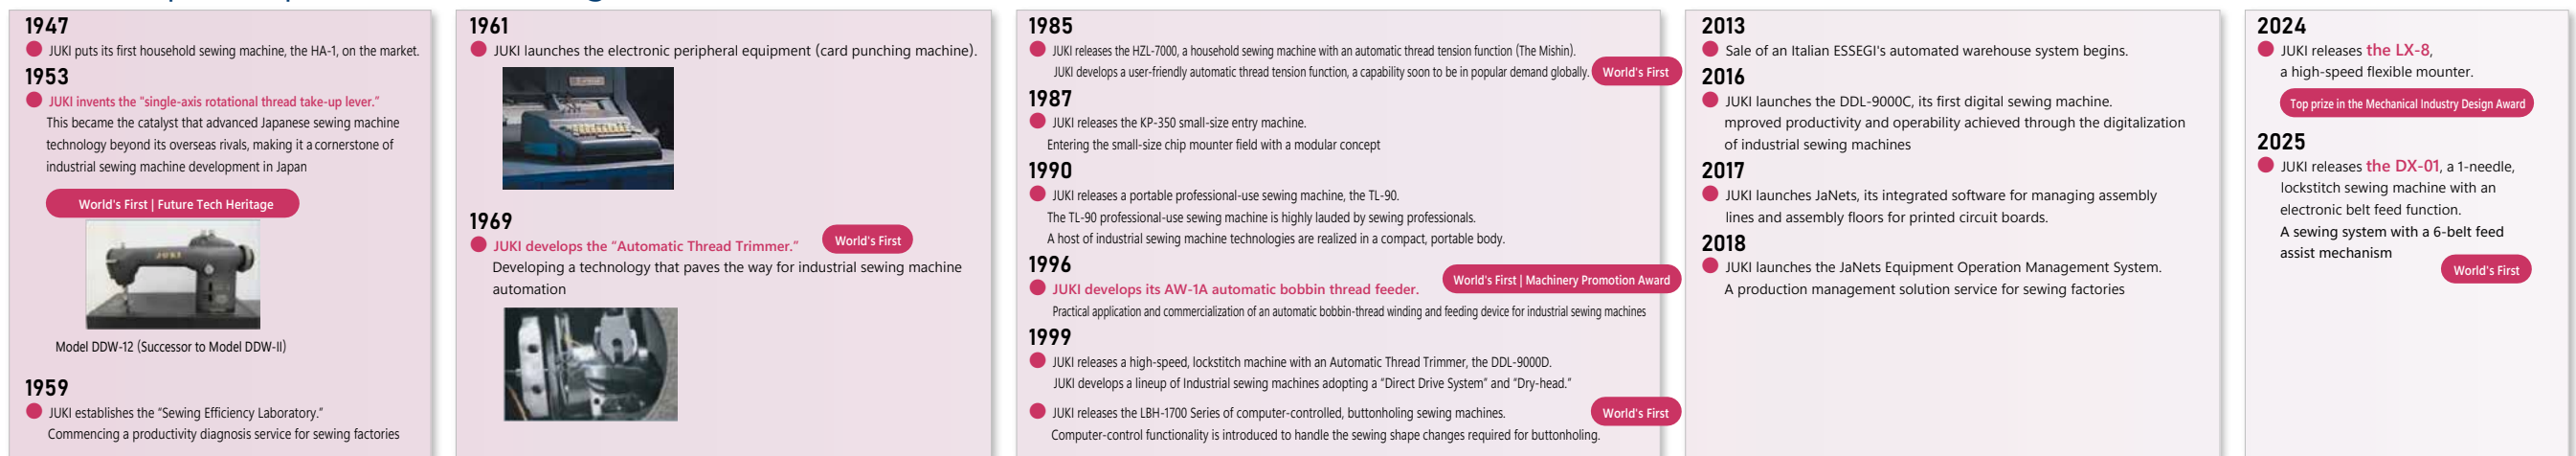 1947
JUKI puts its first household sewing machine, the HA-1, on the market.
1953
JUKI invents the "single-axis rotational thread take-up lever."
This became the catalyst that advanced Japanese sewing machine
technology beyond its overseas rivals, making it a cornerstone of
industrial sewing machine development in Japan
World's First | Future Tech Heritage
JUKI
Model DDW-12 (Successor to Model DDW-II)
1959
JUKI establishes the "Sewing Efficiency Laboratory."
Commencing a productivity diagnosis service for sewing factories
1961
JUKI launches the electronic peripheral equipment (card punching machine).
1969
JUKI develops the "Automatic Thread Trimmer."
World's First
Developing a technology that paves the way for industrial sewing machine
automation
1985
JUKI releases the HZL-7000, a household sewing machine with an automatic thread tension function (The Mishin).
JUKI develops a user-friendly automatic thread tension function, a capability soon to be in popular demand globally.
World's First
1987
JUKI releases the KP-350 small-size entry machine.
Entering the small-size chip mounter field with a modular concept
1990
JUKI releases a portable professional-use sewing machine, the TL-90.
The TL-90 professional-use sewing machine is highly lauded by sewing professionals.
A host of industrial sewing machine technologies are realized in a compact, portable body.
1996
World's First | Machinery Promotion Award
JUKI develops its AW-1A automatic bobbin thread feeder.
Practical application and commercialization of an automatic bobbin-thread winding and feeding device for industrial sewing machines
1999
JUKI releases a high-speed, lockstitch machine with an Automatic Thread Trimmer, the DDL-9000D.
JUKI develops a lineup of Industrial sewing machines adopting a "Direct Drive System" and "Dry-head."
JUKI releases the LBH-1700 Series of computer-controlled, buttonholing sewing machines.
World's First
Computer-control functionality is introduced to handle the sewing shape changes required for buttonholing.
2013
Sale of an Italian ESSEGI's automated warehouse system begins.
2016
JUKI launches the DDL-9000C, its first digital sewing machine.
mproved productivity and operability achieved through the digitalization
of industrial sewing machines
2017
JUKI launches JaNets, its integrated software for managing assembly
lines and assembly floors for printed circuit boards.
2018
JUKI launches the JaNets Equipment Operation Management System.
A production management solution service for sewing factories
2024
JUKI releases the LX-8,
a high-speed flexible mounter.
Top prize in the Mechanical Industry Design Award
2025
JUKI releases the DX-01, a 1-needle,
lockstitch sewing machine with an
electronic belt feed function.
A sewing system with a 6-belt feed
assist mechanism
World's First